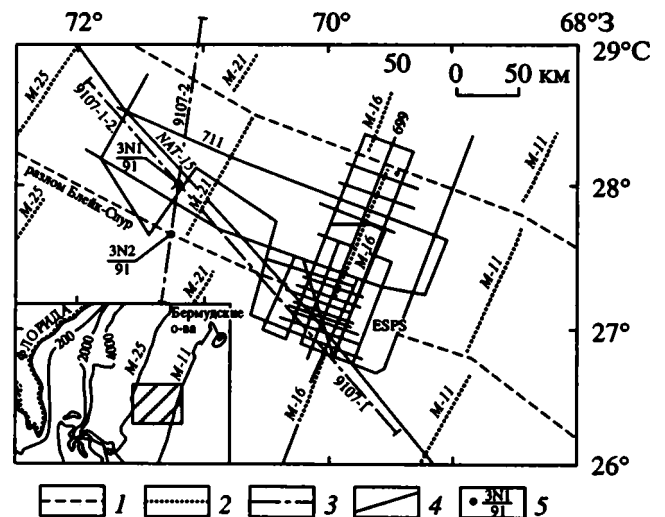 72°
70°
68°З
29°С
28°
27°
26°
50 0 50 км
М-25
9107-1-2
9107-2
М-21
711
NAT-15
М-16
699
М-11
3N1
91
М-21
разлом Блейк-Спур
М-25
3N2
91
М-21
М-16
М-11
ESPS
М-16
9107-1
М-11
ФЛОРИДА
200
2000
4000
М-25
М-11
Бермудские
о-ва
1
2
3
4
3N1
91
5